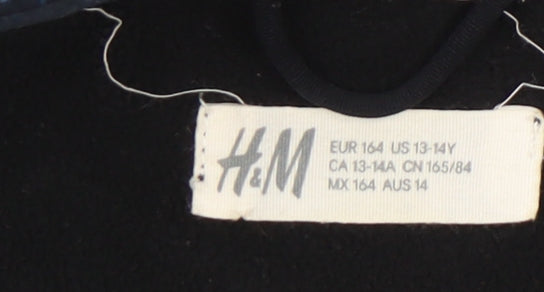 H&M
EUR 164 US 13-14Y
CA 13-14A CN 165/84
MX 164 AUS 14